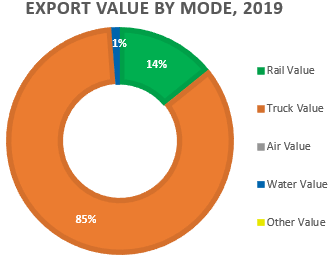 EXPORT VALUE BY MODE, 2019
1%
14%
Rail Value
Truck Value
Air Value
Water Value
85%
Other Value